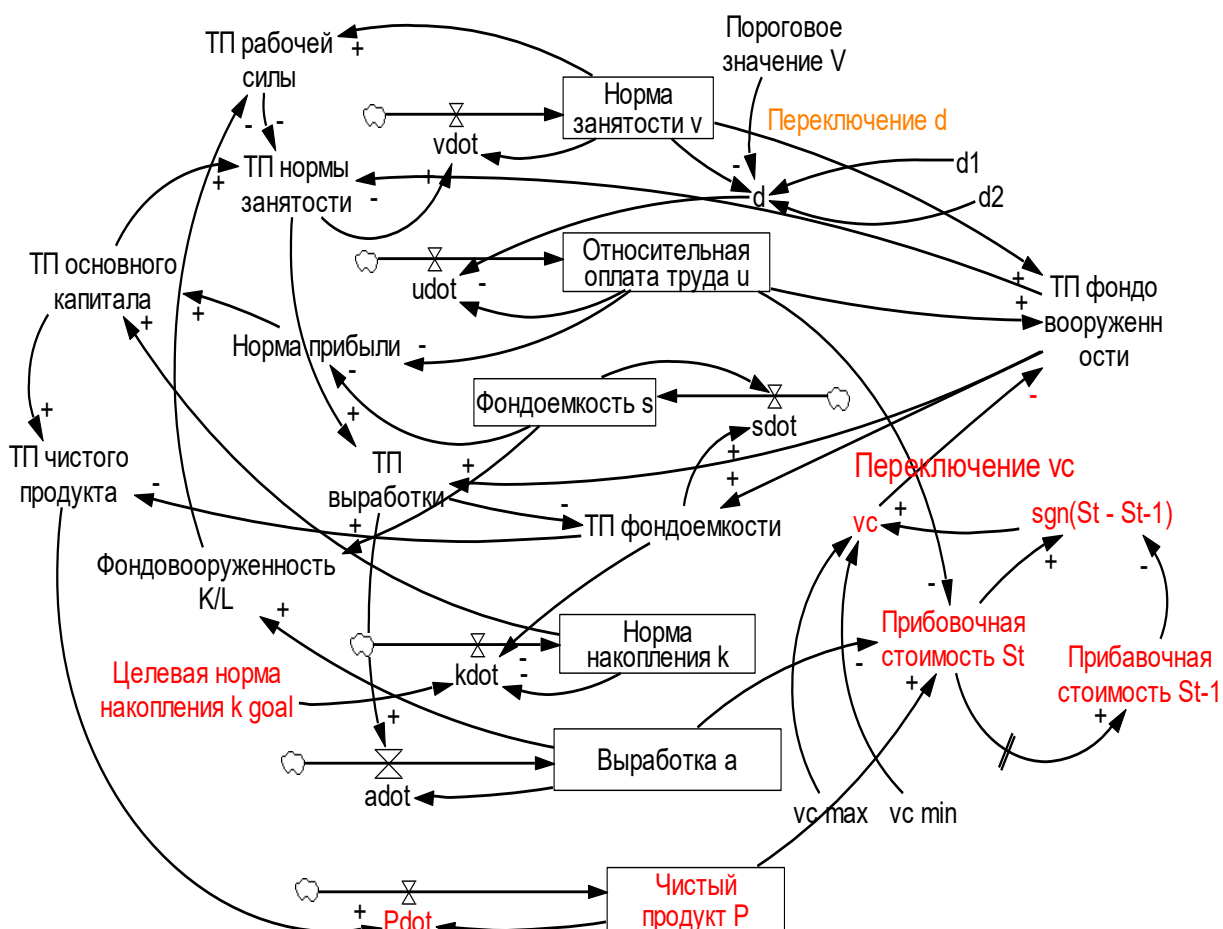 ТП рабочей
силы
Пороговое
значение V
Норма
занятости v
Переключение d
vdot
ТП нормы
занятости
d1
d
d2
ТП основного
капитала
Относительная
оплата труда u
udot
ТП фондо
вооруженн
ости
Норма прибыли
Фондоемкость s
sdot
ТП чистого
продукта
ТП
выработки
Переключение vc
ТП фондоемкости
vc
sgn(St - St-1)
Фондовооруженность
K/L
Норма
накопления k
Прибовочная
стоимость St
Прибавочная
стоимость St-1
Целевая норма
накопления k goal
kdot
Выработка a
adot
vc max
vc min
Чистый
продукт P
Pdot